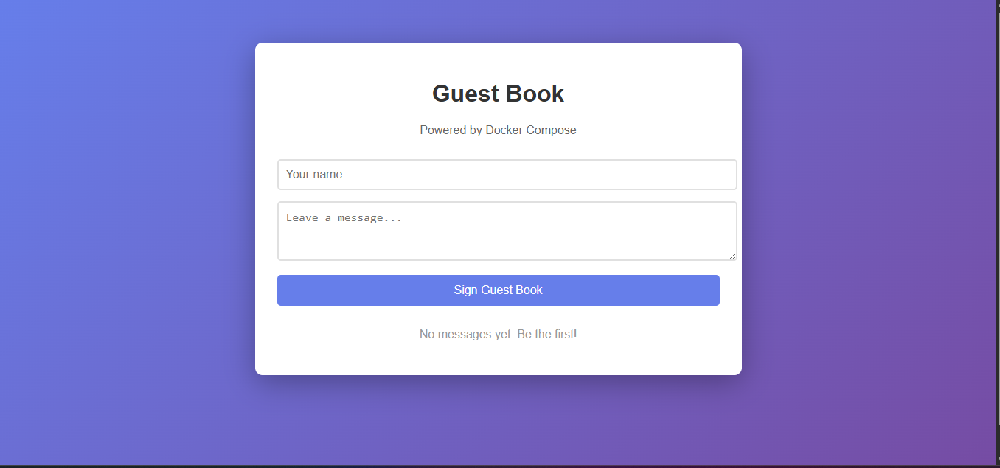 Guest Book
Powered by Docker Compose
Your name
Leave a message...
Sign Guest Book
No messages yet. Be the first!